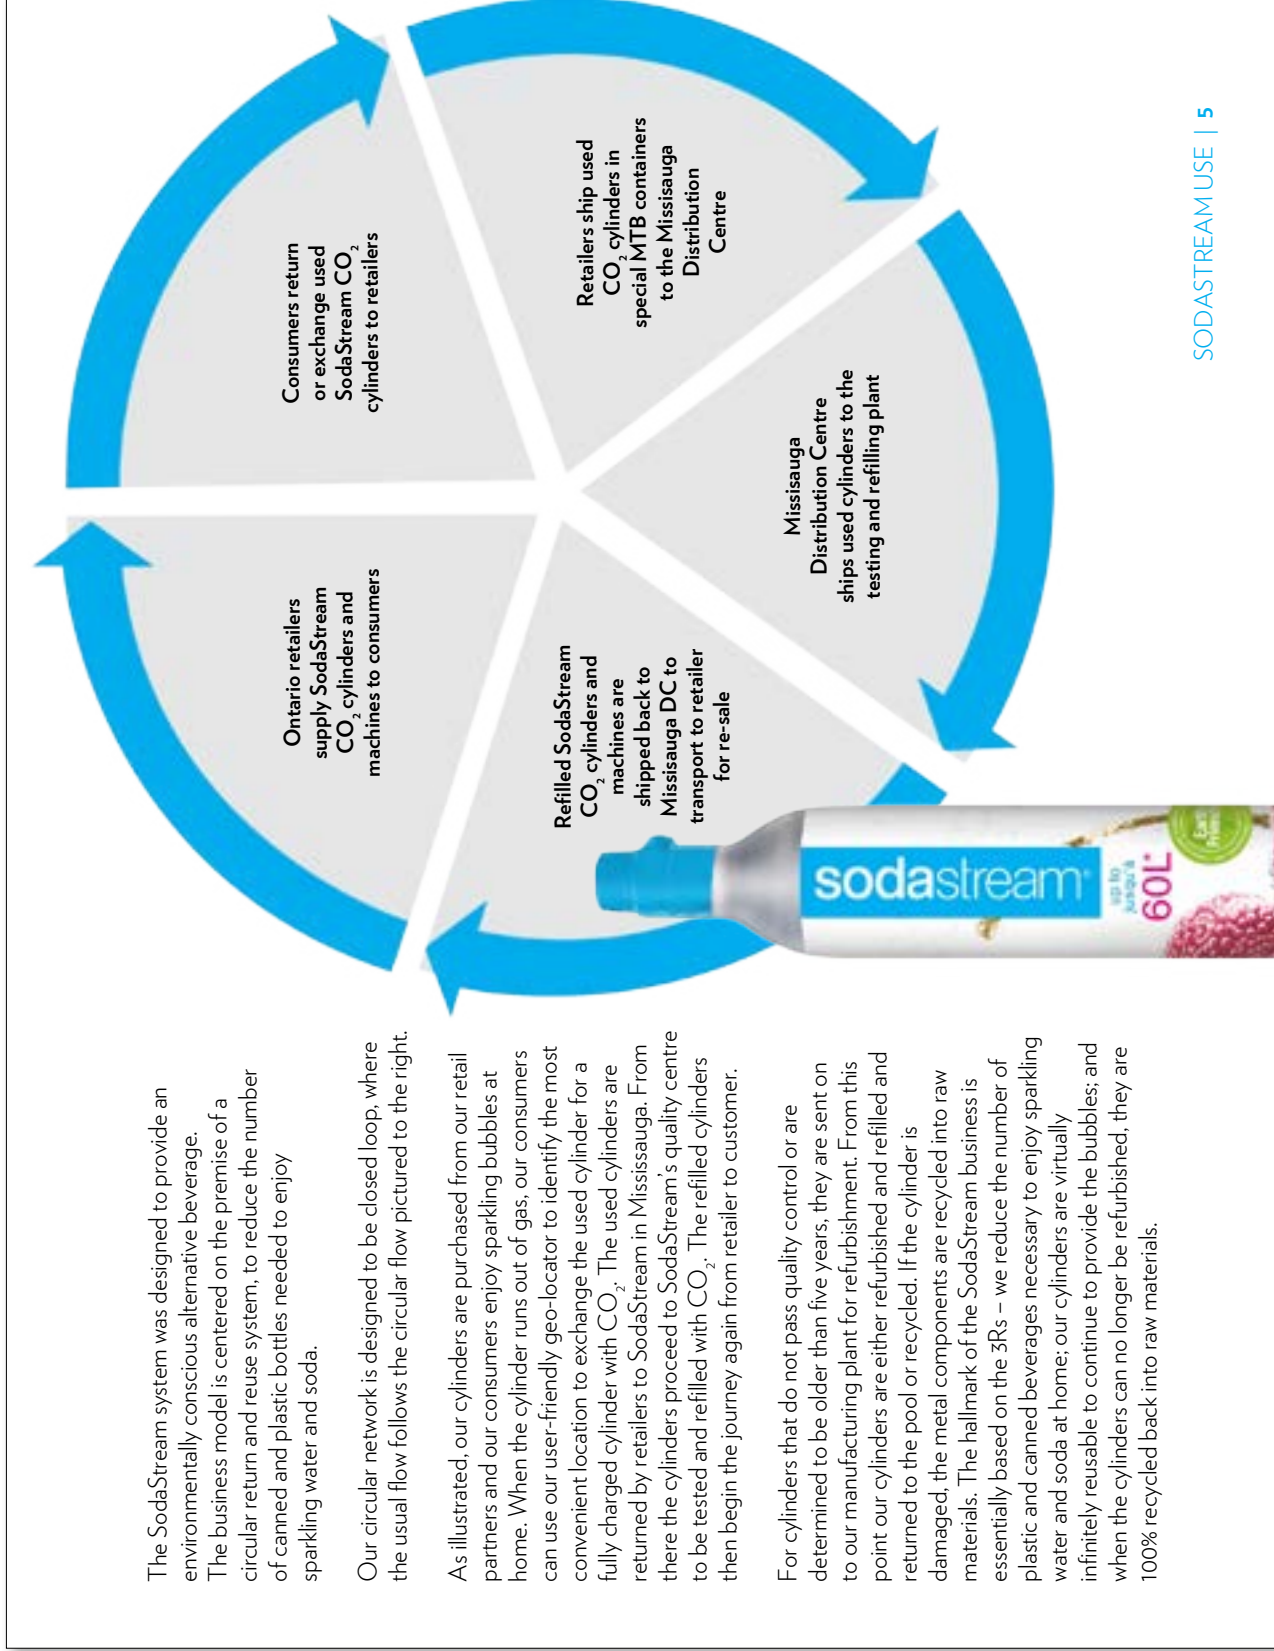 The SodaStream system was designed to provide an
environmentally conscious alternative beverage.
The business model is centered on the premise of a
circular return and reuse system, to reduce the number
of canned and plastic bottles needed to enjoy
sparkling water and soda.
Our circular network is designed to be closed loop, where
the usual flow follows the circular flow pictured to the right.
As illustrated, our cylinders are purchased from our retail
partners and our consumers enjoy sparkling bubbles at
home. When the cylinder runs out of gas, our consumers
can use our user-friendly geo-locator to identify the most
convenient location to exchange the used cylinder for a
fully charged cylinder with CO₂. The used cylinders are
returned by retailers to SodaStream in Mississauga. From
there the cylinders proceed to SodaStream's quality centre
to be tested and refilled with CO₂. The refilled cylinders
then begin the journey again from retailer to customer.
For cylinders that do not pass quality control or are
determined to be older than five years, they are sent on
to our manufacturing plant for refurbishment. From this
point our cylinders are either refurbished and refilled and
returned to the pool or recycled. If the cylinder is
damaged, the metal components are recycled into raw
materials. The hallmark of the SodaStream business is
essentially based on the 3Rs – we reduce the number of
plastic and canned beverages necessary to enjoy sparkling
water and soda at home; our cylinders are virtually
infinitely reusable to continue to provide the bubbles; and
when the cylinders can no longer be refurbished, they are
100% recycled back into raw materials.
Ontario retailers
supply SodaStream
CO₂ cylinders and
machines to consumers
Consumers return
or exchange used
SodaStream CO₂
cylinders to retailers
Retailers ship used
CO₂ cylinders in
special MTB containers
to the Missisauga
Distribution
Centre
Missisauga
Distribution Centre
ships used cylinders to the
testing and refilling plant
Refilled SodaStream
CO₂ cylinders and
machines are
shipped back to
Missisauga DC to
transport to retailer
for re-sale
sodastream®
up to
jusqu'à
60L*
SODASTREAM USE | 5